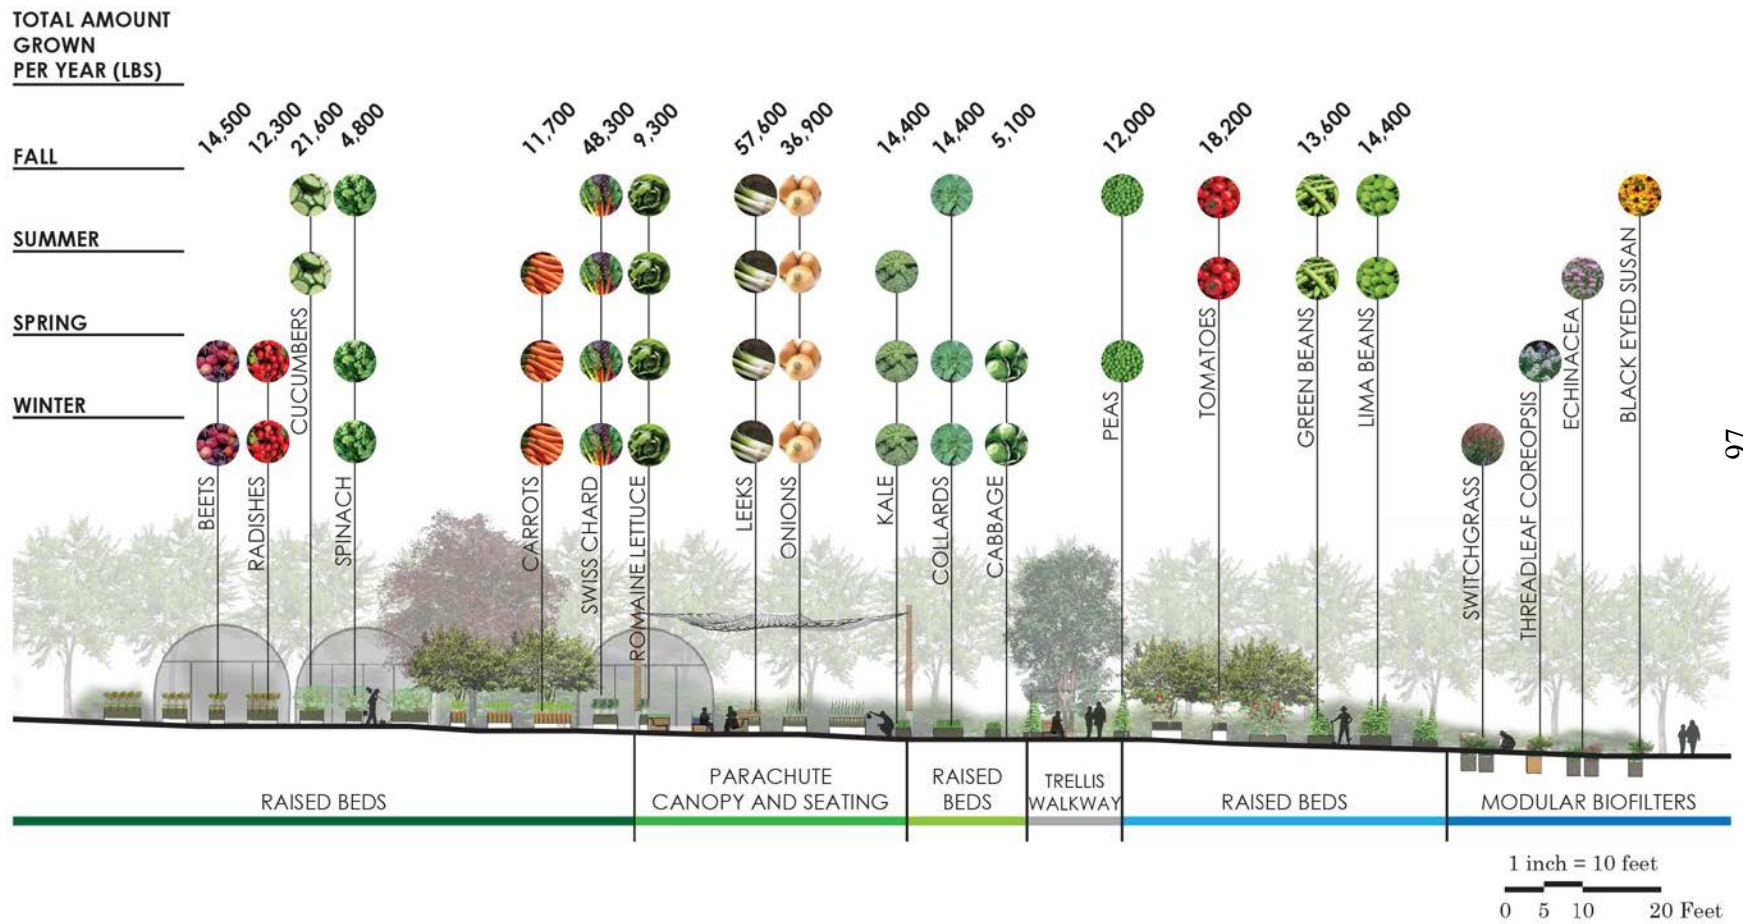 TOTAL AMOUNT
GROWN
PER YEAR (LBS)
14,500
12,300
21,600
4,800
11,700
48,300
9,300
57,600
36,900
14,400
14,400
5,100
12,000
18,200
13,600
14,400
FALL
SUMMER
SPRING
WINTER
BEETS
RADISHES
CUCUMBERS
SPINACH
CARROTS
SWISS CHARD
ROMAINE LETTUCE
LEEKS
ONIONS
KALE
COLLARDS
CABBAGE
PEAS
TOMATOES
GREEN BEANS
LIMA BEANS
SWITCHGRASS
THREADLEAF COREOPSIS
ECHINACEA
BLACK EYED SUSAN
97
RAISED BEDS
PARACHUTE
CANOPY AND SEATING
RAISED
BEDS
TRELLIS
WALKWAY
RAISED BEDS
MODULAR BIOFILTERS
1 inch = 10 feet
0 5 10 20 Feet